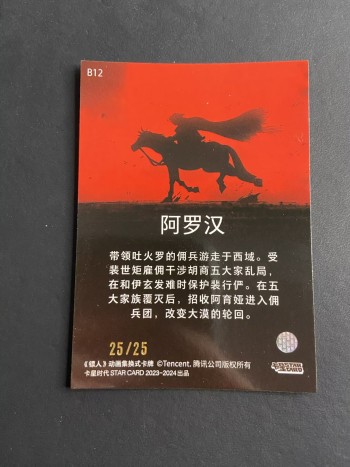 B12
阿罗汉
带领吐火罗的佣兵游走于西域。受
裴世矩雇佣干涉胡商五大家乱局，
在和伊玄发难时保护裴行俨。在五
大家族覆灭后，招收阿育娅进入佣
兵团，改变大漠的轮回。
25/25
《镖人》动画集换式卡牌 ©Tencent. 腾讯公司版权所有
卡星时代 STAR CARD 2023-2024出品